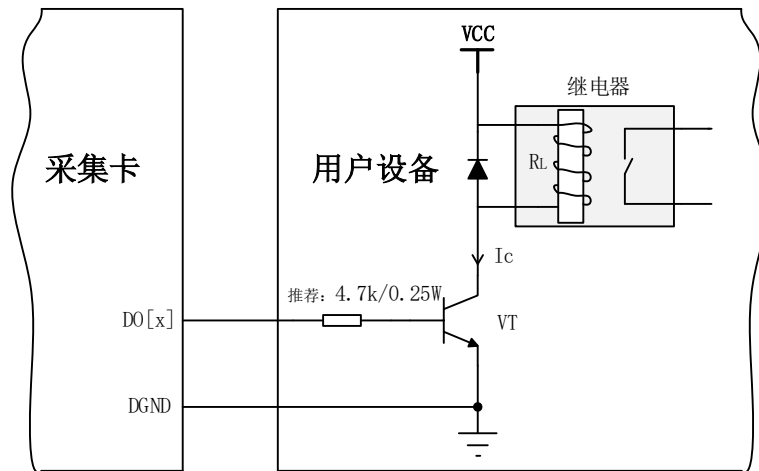 VCC
继电器
采集卡
用户设备
RL
Ic
推荐: 4.7k/0.25W
DO[x]
VT
DGND